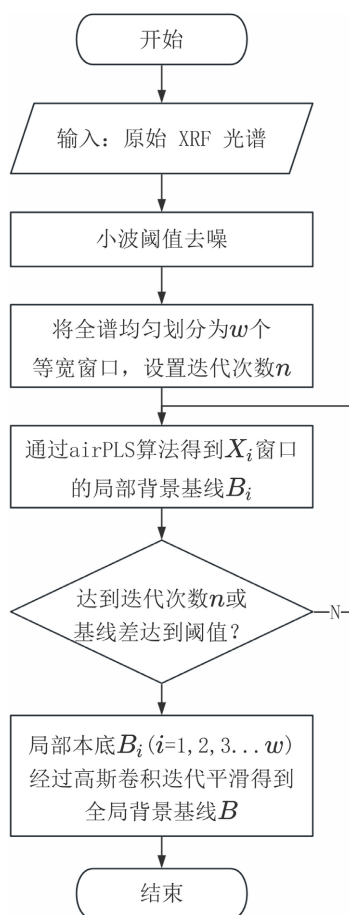 开始
输入：原始 XRF 光谱
小波阈值去噪
将全谱均匀划分为w个
等宽窗口，设置迭代次数n
通过airPLS算法得到Xi窗口
的局部背景基线Bi
达到迭代次数n或
基线差达到阈值？
N
局部本底Bi(i=1,2,3...w)
经过高斯卷积迭代平滑得到
全局背景基线B
结束